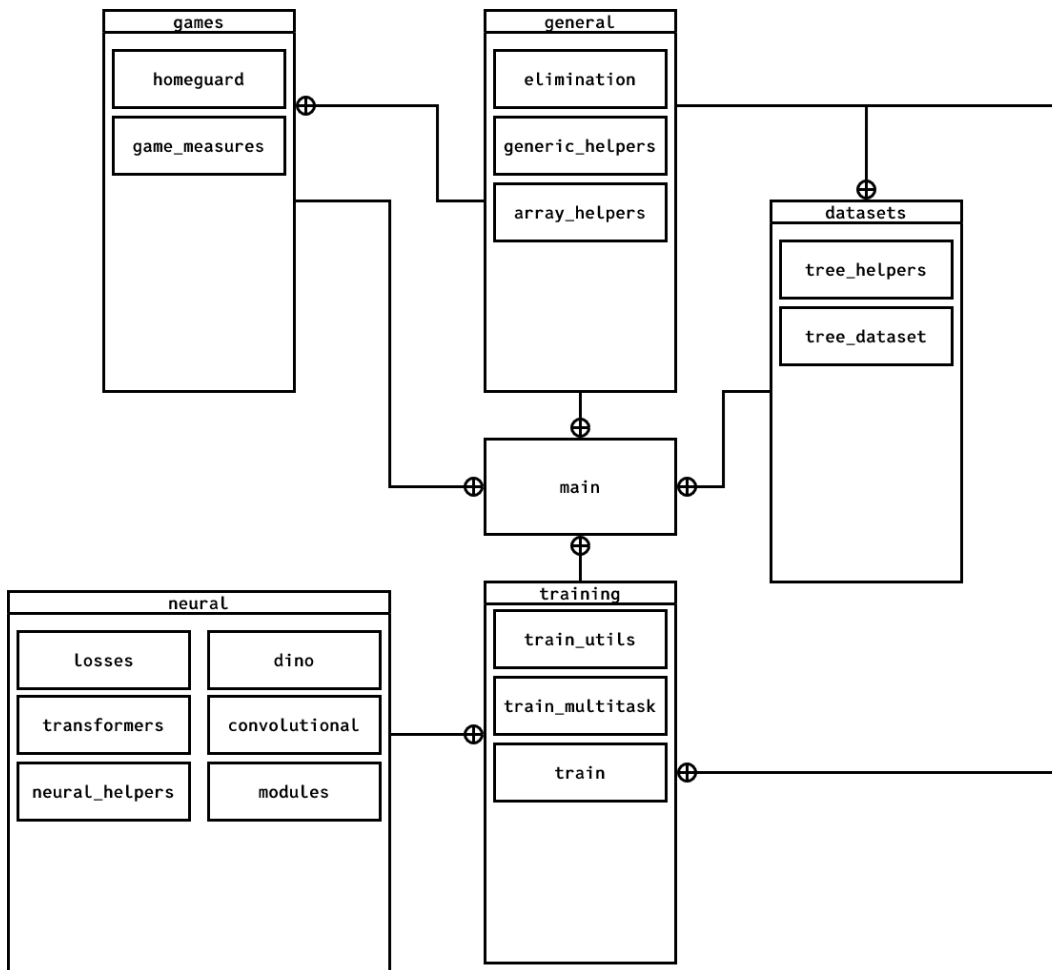 games
homeguard
game_measures
general
elimination
generic_helpers
array_helpers
datasets
tree_helpers
tree_dataset
main
neural
losses
dino
transformers
convolutional
neural_helpers
modules
training
train_utils
train_multitask
train